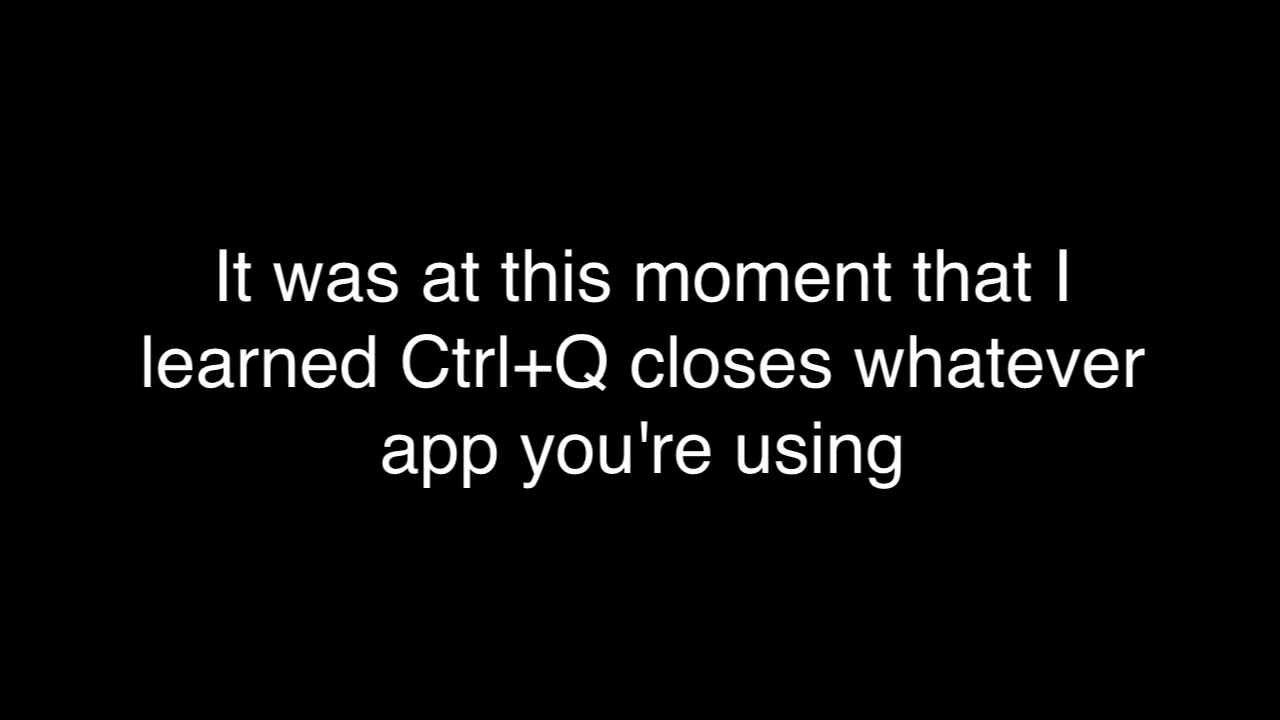 It was at this moment that I
learned Ctrl+Q closes whatever
app you're using